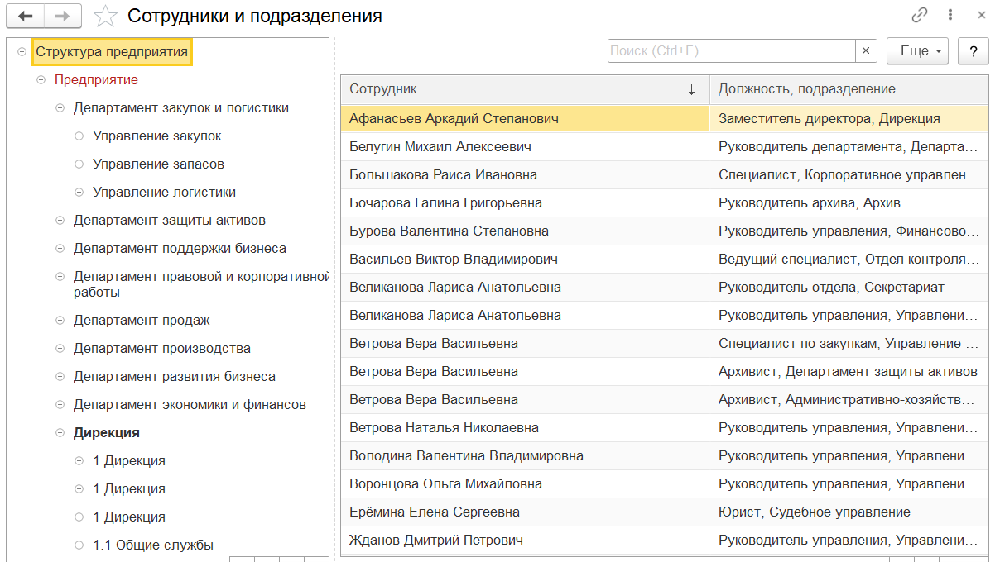 Сотрудники и подразделения
Структура предприятия
Предприятие
Департамент закупок и логистики
Управление закупок
Управление запасов
Управление логистики
Департамент защиты активов
Департамент поддержки бизнеса
Департамент правовой и корпоративной
работы
Департамент продаж
Департамент производства
Департамент развития бизнеса
Департамент экономики и финансов
Дирекция
1 Дирекция
1 Дирекция
1 Дирекция
1.1 Общие службы
Поиск (Ctrl+F) × Еще ?
Сотрудник ↓ Должность, подразделение
Афанасьев Аркадий Степанович Заместитель директора, Дирекция
Белугин Михаил Алексеевич Руководитель департамента, Департа...
Большакова Раиса Ивановна Специалист, Корпоративное управлен...
Бочарова Галина Григорьевна Руководитель архива, Архив
Бурова Валентина Степановна Руководитель управления, Финансово...
Васильев Виктор Владимирович Ведущий специалист, Отдел контроля...
Великанова Лариса Анатольевна Руководитель отдела, Секретариат
Великанова Лариса Анатольевна Руководитель управления, Управлени...
Ветрова Вера Васильевна Специалист по закупкам, Управление ...
Ветрова Вера Васильевна Архивист, Департамент защиты активов
Ветрова Вера Васильевна Архивист, Административно-хозяйств...
Ветрова Наталья Николаевна Руководитель управления, Управлени...
Володина Валентина Владимировна Руководитель управления, Управлени...
Воронцова Ольга Михайловна Руководитель управления, Управлени...
Ерёмина Елена Сергеевна Юрист, Судебное управление
Жданов Дмитрий Петрович Руководитель управления, Управлени...